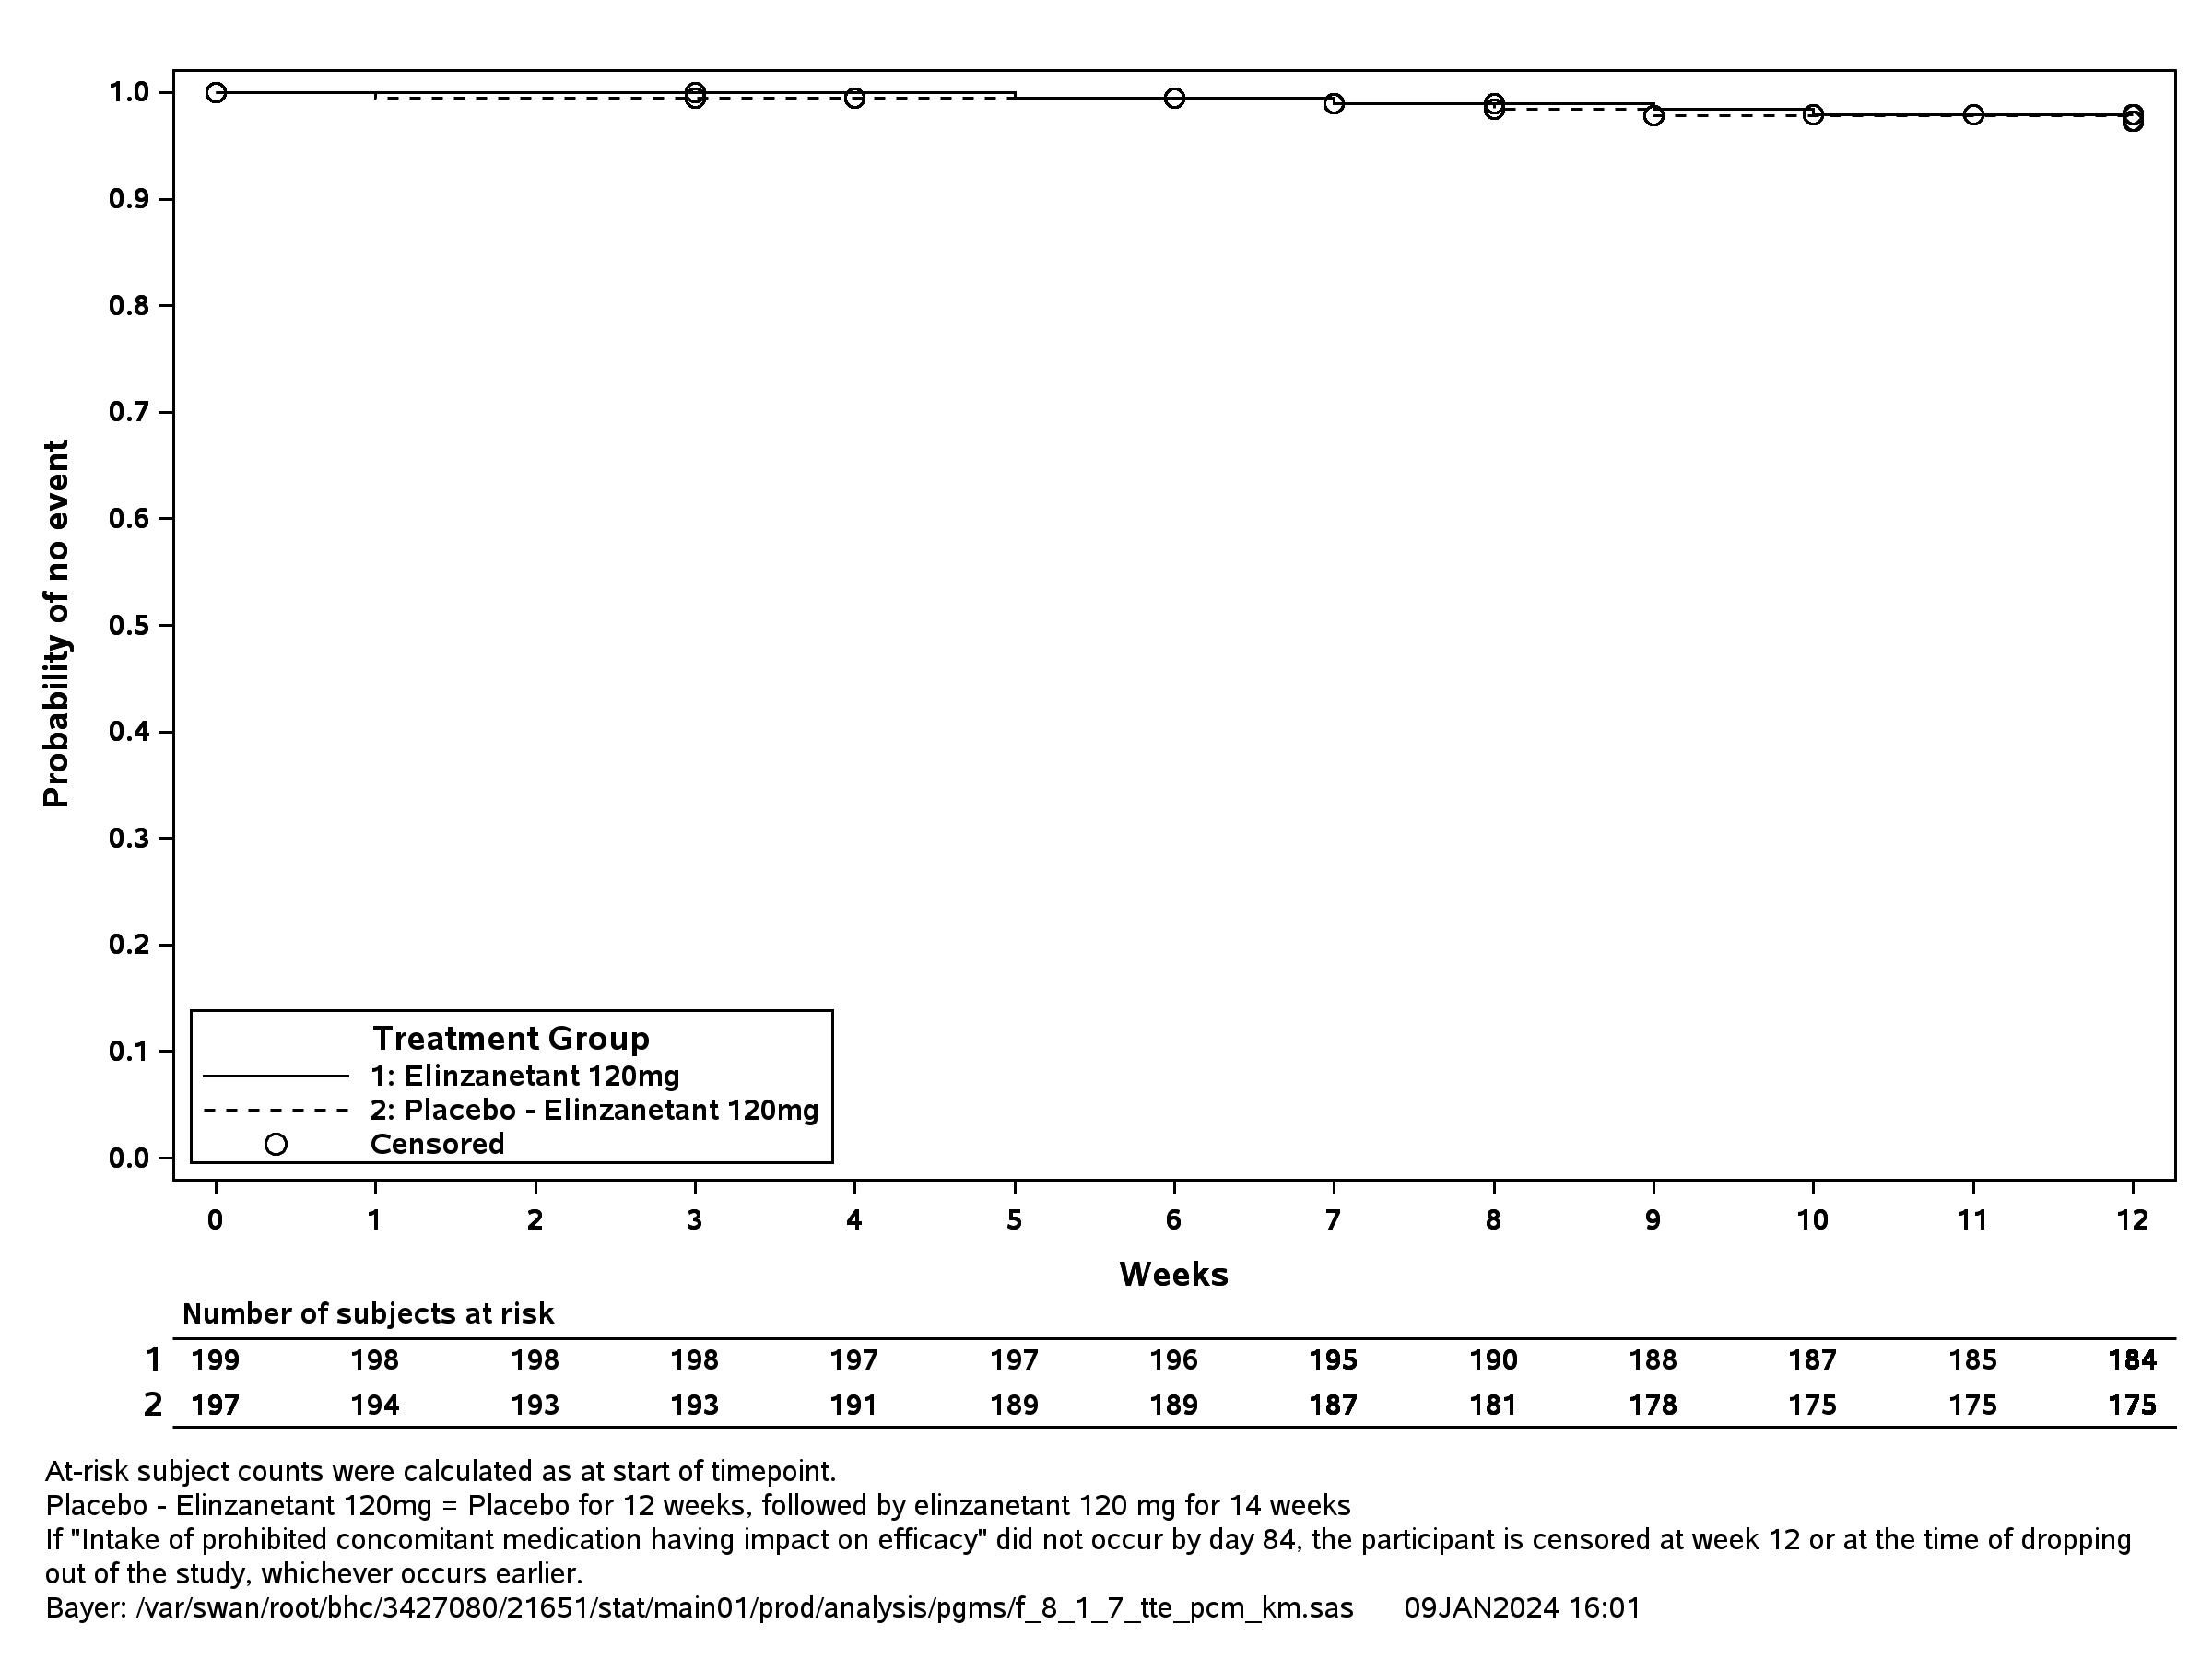 1.0
0.9
0.8
0.7
0.6
0.5
0.4
0.3
0.2
0.1
0.0
Probability of no event
Treatment Group
1: Elinzanetant 120mg
2: Placebo - Elinzanetant 120mg
Censored
0 1 2 3 4 5 6 7 8 9 10 11 12
Weeks
Number of subjects at risk
1 199 198 198 198 197 197 196 195 190 188 187 185 184
2 197 194 193 193 191 189 189 187 181 178 175 175 175
At-risk subject counts were calculated as at start of timepoint.
Placebo - Elinzanetant 120mg = Placebo for 12 weeks, followed by elinzanetant 120 mg for 14 weeks
If "Intake of prohibited concomitant medication having impact on efficacy" did not occur by day 84, the participant is censored at week 12 or at the time of dropping
out of the study, whichever occurs earlier.
Bayer: /var/swan/root/bhc/3427080/21651/stat/main01/prod/analysis/pgms/f_8_1_7_tte_pcm_km.sas 09JAN2024 16:01